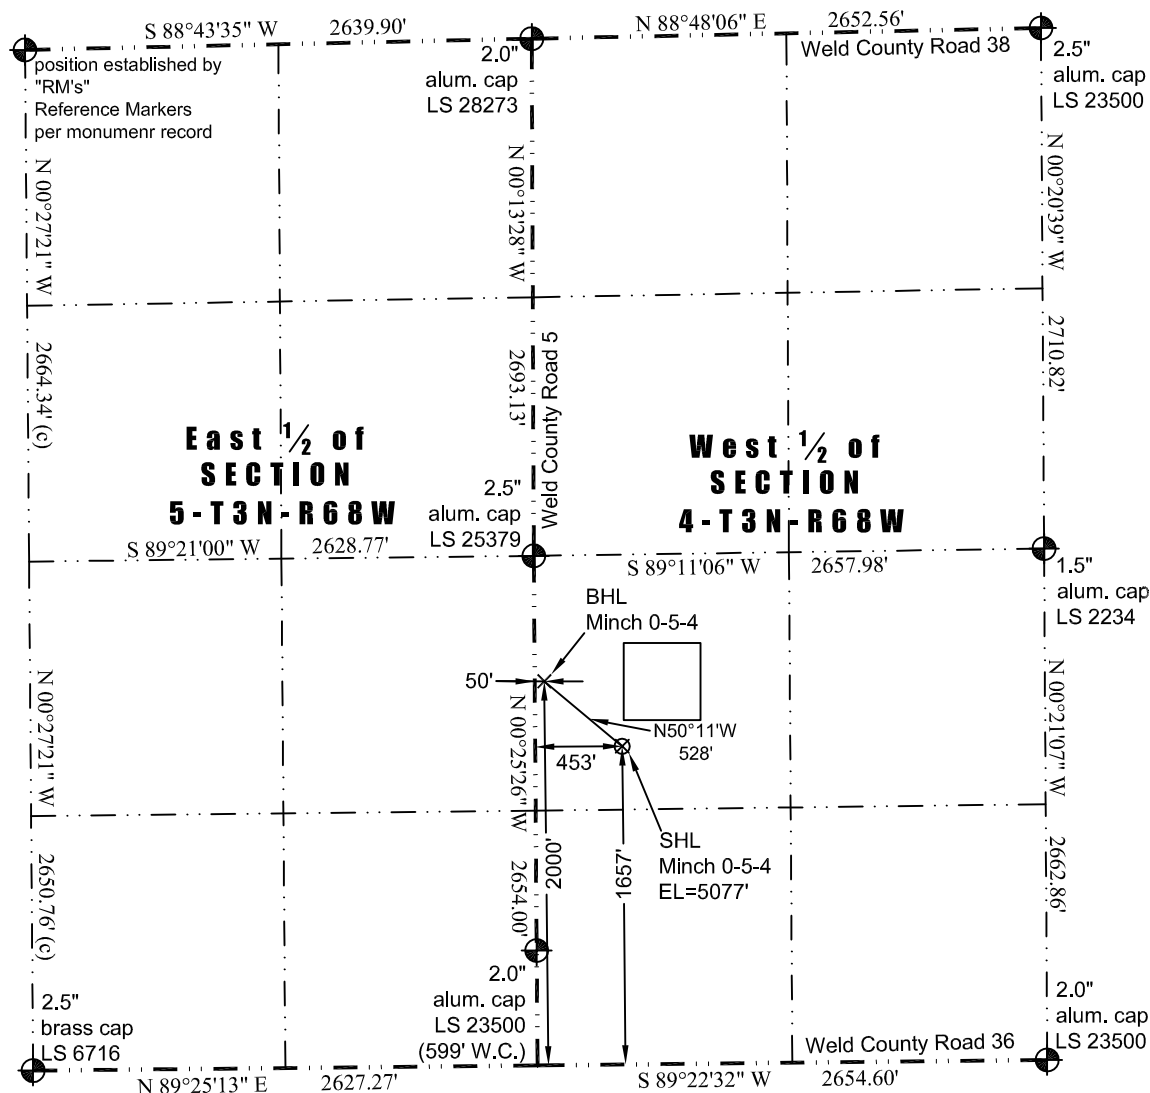 S 88°43'35" W 2639.90'
N 88°48'06" E 2652.56'
Weld County Road 38
position established by
"RM's"
Reference Markers
per monumenr record
2.0"
alum. cap
LS 28273
2.5"
alum. cap
LS 23500
N 00°27'21" W
2664.34' (c)
N 00°13'28" W
2693.13'
Weld County Road 5
N 00°20'39" W
2710.82'
East ½ of
SECTION
5-T3N-R68W
West ½ of
SECTION
4-T3N-R68W
2.5"
alum. cap
LS 25379
S 89°21'00" W 2628.77'
S 89°11'06" W 2657.98'
1.5"
alum. cap
LS 2234
BHL
Minch 0-5-4
50'
N50°11'W
528'
453'
N 00°27'21" W
2650.76' (c)
N 00°25'26" W
2654.00'
N 00°21'07" W
2662.86'
2000'
1657'
SHL
Minch 0-5-4
EL=5077'
2.5"
brass cap
LS 6716
2.0"
alum. cap
LS 23500
(599' W.C.)
2.0"
alum. cap
LS 23500
Weld County Road 36
N 89°25'13" E 2627.27'
S 89°22'32" W 2654.60'